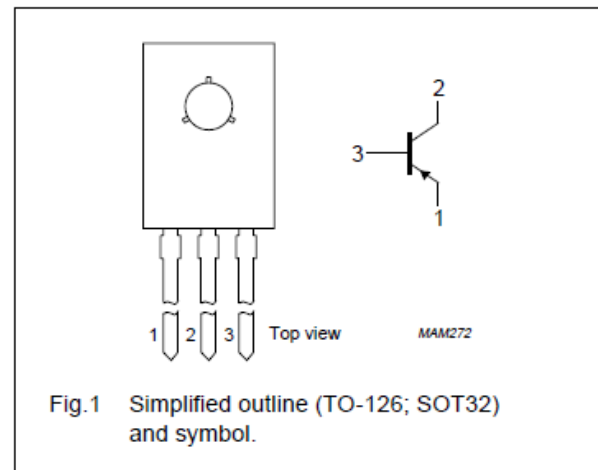 2
3
1
1 2 3 Top view MAM272
Fig.1 Simplified outline (TO-126; SOT32)
and symbol.